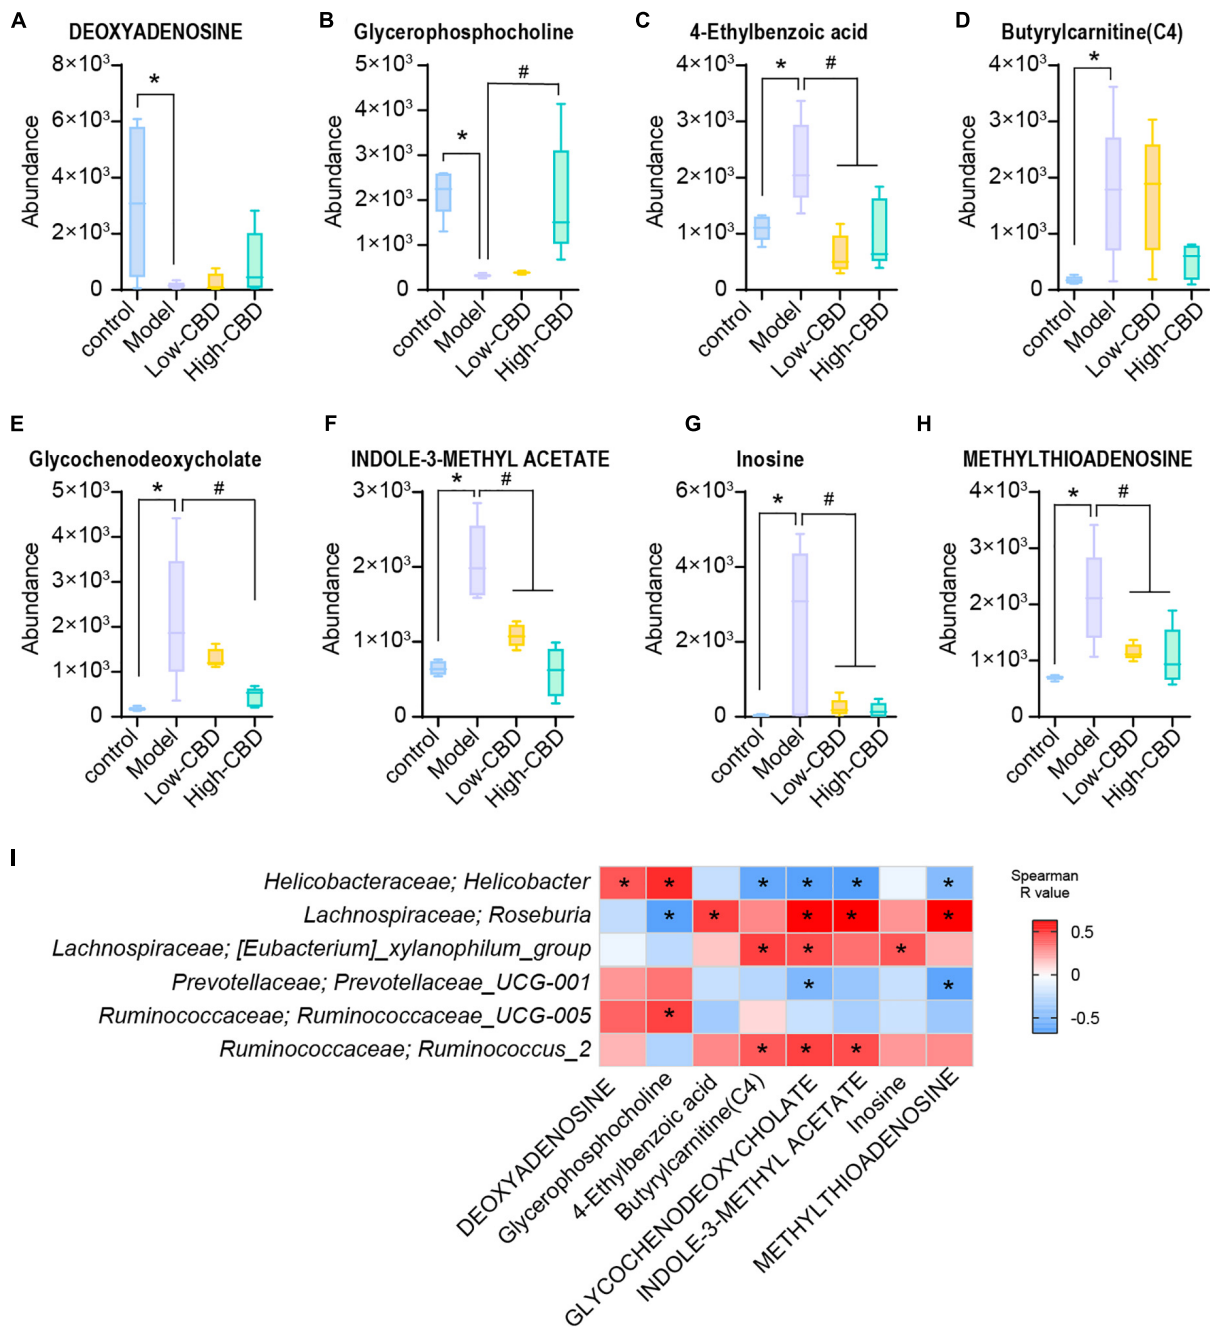 A
DEOXYADENOSINE
8×10³
6×10³
4×10³
2×10³
0
Abundance
*
control
Model
Low-CBD
High-CBD
B
Glycerophosphocholine
5×10³
4×10³
3×10³
2×10³
1×10³
0
Abundance
*
#
control
Model
Low-CBD
High-CBD
C
4-Ethylbenzoic acid
4×10³
3×10³
2×10³
1×10³
0
Abundance
*
#
control
Model
Low-CBD
High-CBD
D
Butyrylcarnitine(C4)
4×10³
3×10³
2×10³
1×10³
0
Abundance
*
control
Model
Low-CBD
High-CBD
E
Glycochenodeoxycholate
5×10³
4×10³
3×10³
2×10³
1×10³
0
Abundance
*
#
control
Model
Low-CBD
High-CBD
F
INDOLE-3-METHYL ACETATE
3×10³
2×10³
1×10³
0
Abundance
*
#
control
Model
Low-CBD
High-CBD
G
Inosine
6×10³
4×10³
2×10³
0
Abundance
*
#
control
Model
Low-CBD
High-CBD
H
METHYLTHIOADENOSINE
4×10³
3×10³
2×10³
1×10³
0
Abundance
*
#
control
Model
Low-CBD
High-CBD
I
Helicobacteraceae; Helicobacter * * * * * *
Lachnospiraceae; Roseburia * * * * *
Lachnospiraceae; [Eubacterium]_xylanophilum_group * * *
Prevotellaceae; Prevotellaceae_UCG-001 * *
Ruminococcaceae; Ruminococcaceae_UCG-005 *
Ruminococcaceae; Ruminococcus_2 * * *
DEOXYADENOSINE
Glycerophosphocholine
4-Ethylbenzoic acid
Butyrylcarnitine(C4)
GLYCOCHENODEOXYCHOLATE
INDOLE-3-METHYL ACETATE
Inosine
METHYLTHIOADENOSINE
Spearman
R value
0.5
0
-0.5